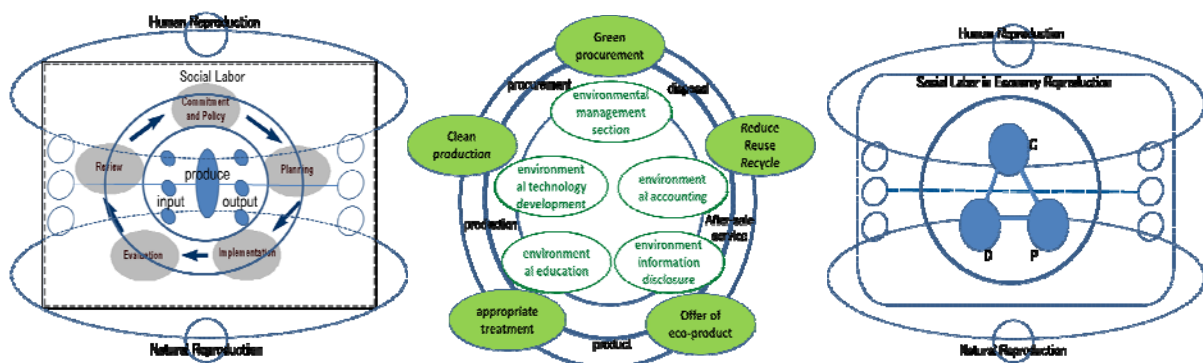 Human Reproduction
Social Labor
Commitment
and Policy
Review
Planning
produce
input
output
Evaluation
Implementation
Natural Reproduction
Green
procurement
procurement
disposal
environmental
management
section
Clean
production
Reduce
Reuse
Recycle
environment
al technology
development
environment
al accounting
production
After-sale
service
environment
al education
environment
information
disclosure
appropriate
treatment
Offer of
eco-product
product
Human Reproduction
Social Labor in Economy Reproduction
C
D
P
Natural Reproduction